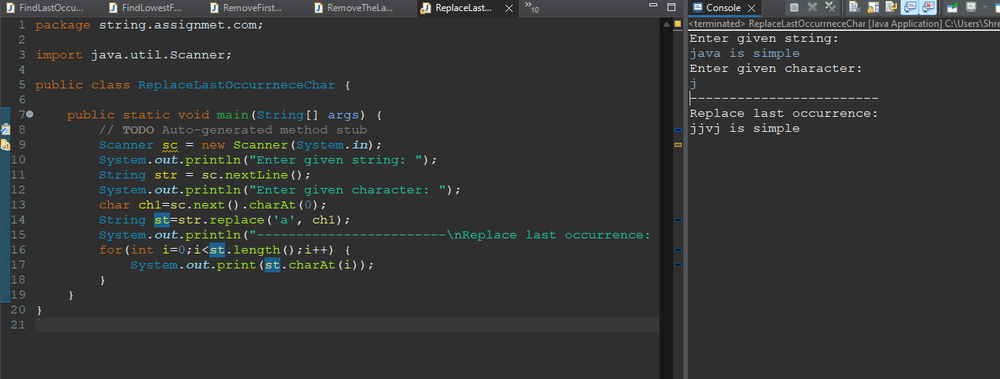 FindLastOccu...
FindLowestF...
RemoveFirst...
RemoveTheLa...
ReplaceLast...
»10
1 package string.assignmet.com;
2
3 import java.util.Scanner;
4
5 public class ReplaceLastOccurrneceChar {
6
7 public static void main(String[] args) {
8 // TODO Auto-generated method stub
9 Scanner sc = new Scanner(System.in);
10 System.out.println("Enter given string: ");
11 String str = sc.nextLine();
12 System.out.println("Enter given character: ");
13 char ch1=sc.next().charAt(0);
14 String st=str.replace('a', ch1);
15 System.out.println("------------------------\nReplace last occurrence:
16 for(int i=0;i<st.length();i++) {
17 System.out.print(st.charAt(i));
18 }
19 }
20 }
21
Console
<terminated> ReplaceLastOccurrneceChar [Java Application] C:\Users\Shre
Enter given string:
java is simple
Enter given character:
j
------------------------
Replace last occurrence:
jjvj is simple